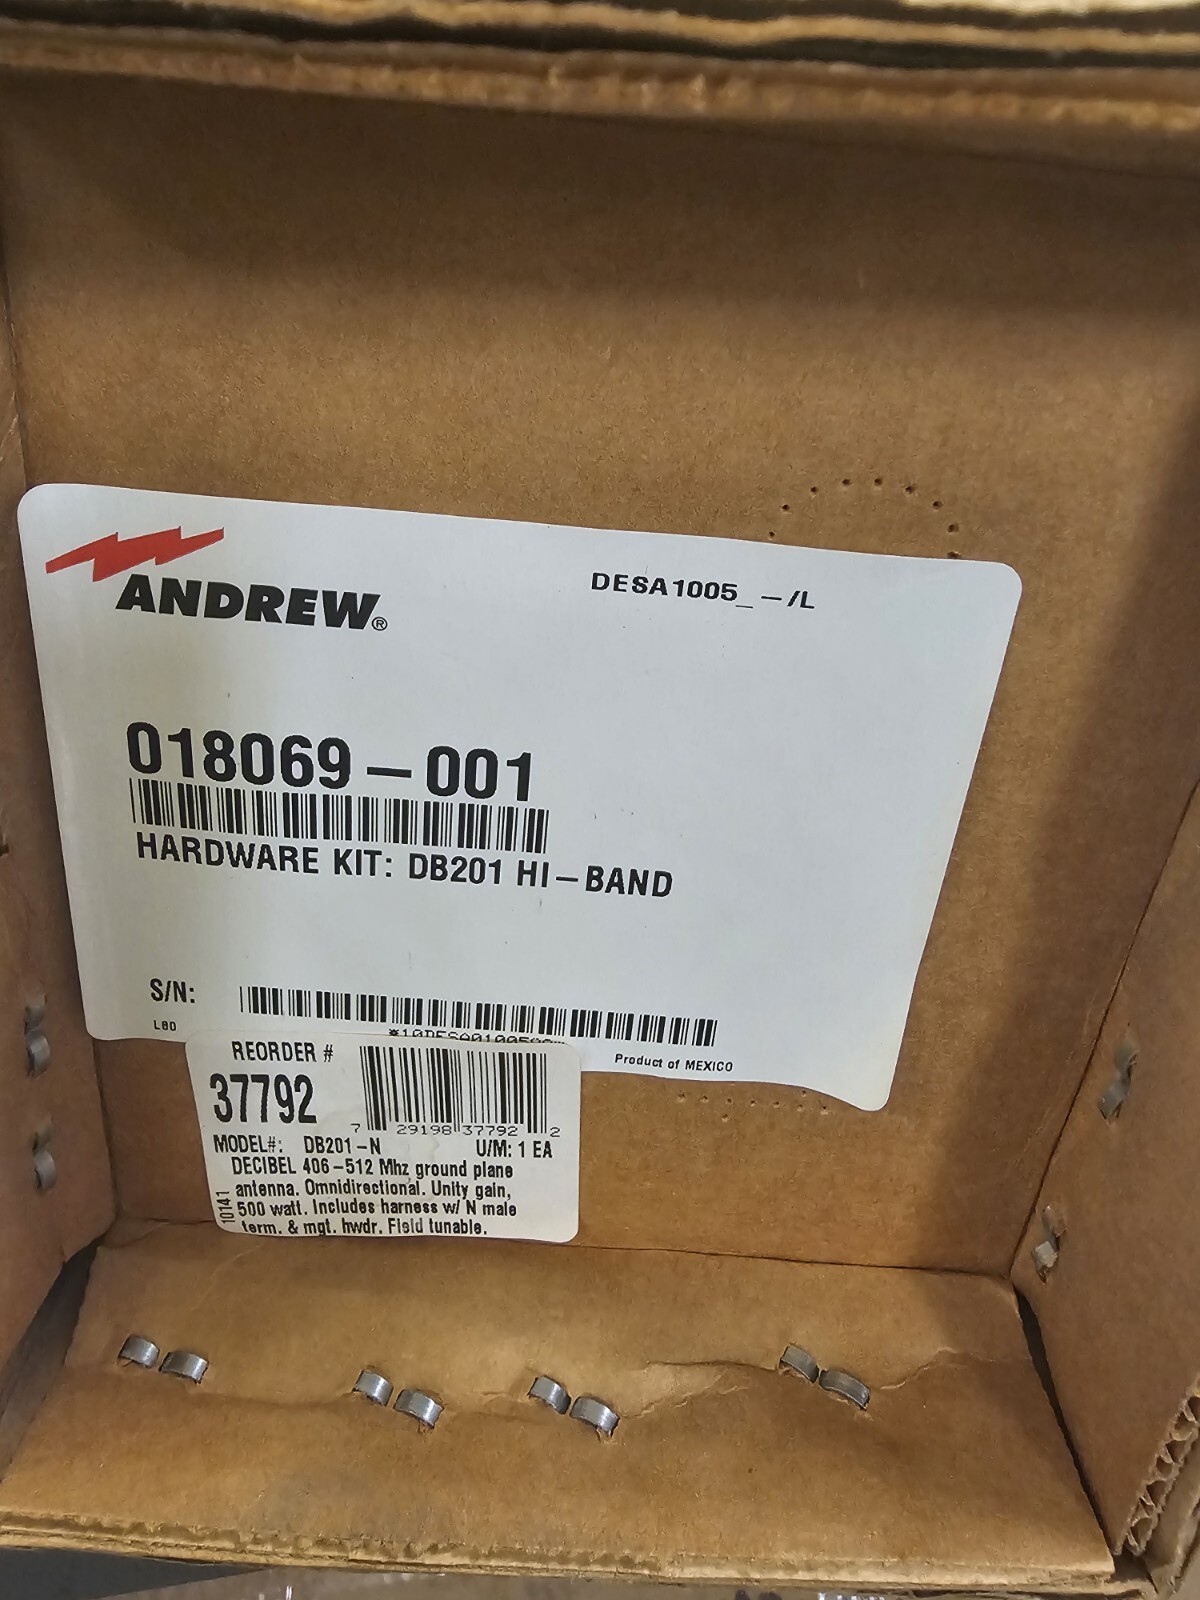 ANDREW®
DESA1005_ -/L
018069-001
HARDWARE KIT: DB201 HI-BAND
S/N:
L80
Product of MEXICO
REORDER #
37792
7 29198 37792 2
MODEL#: DB201-N U/M: 1 EA
DECIBEL 406-512 Mhz ground plane
antenna. Omnidirectional. Unity gain,
500 watt. Includes harness w/ N male
term. & mgt. hwdr. Field tunable.
10141